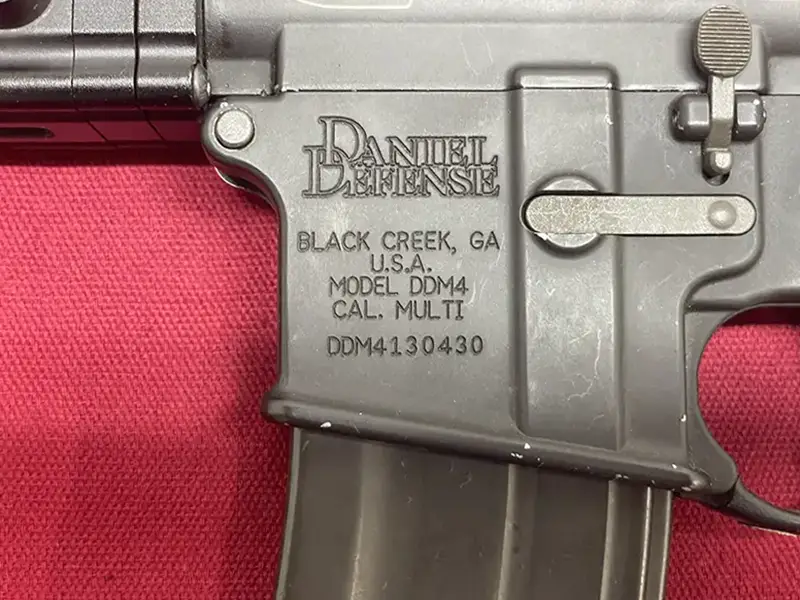 DANIEL
DEFENSE
BLACK CREEK, GA
U.S.A.
MODEL DDM4
CAL. MULTI
DDM4130430